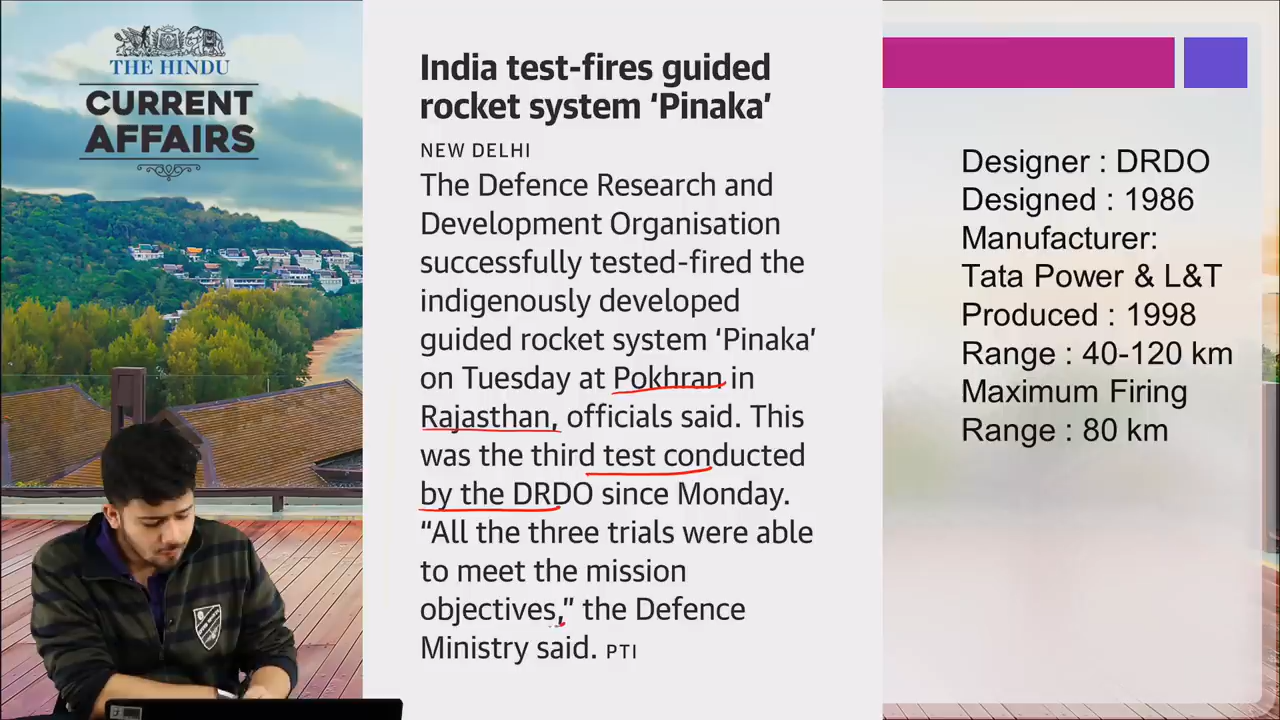 THE HINDU
CURRENT
AFFAIRS
India test-fires guided
rocket system ‘Pinaka’
NEW DELHI
The Defence Research and
Development Organisation
successfully tested-fired the
indigenously developed
guided rocket system ‘Pinaka’
on Tuesday at Pokhran in
Rajasthan, officials said. This
was the third test conducted
by the DRDO since Monday.
“All the three trials were able
to meet the mission
objectives,” the Defence
Ministry said. PTI
Designer : DRDO
Designed : 1986
Manufacturer:
Tata Power & L&T
Produced : 1998
Range : 40-120 km
Maximum Firing
Range : 80 km